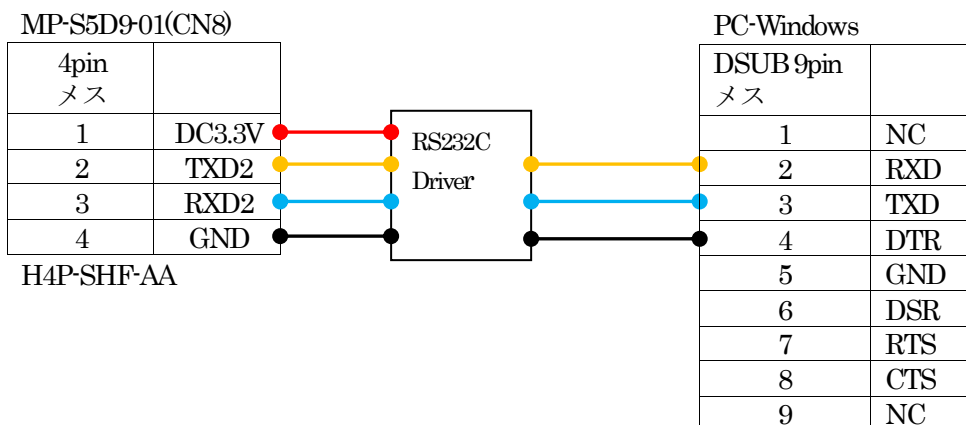 MP-S5D9-01(CN8)
4pin
メス
1 DC3.3V
2 TXD2
3 RXD2
4 GND
H4P-SHF-AA
RS232C
Driver
PC-Windows
DSUB 9pin
メス
1 NC
2 RXD
3 TXD
4 DTR
5 GND
6 DSR
7 RTS
8 CTS
9 NC